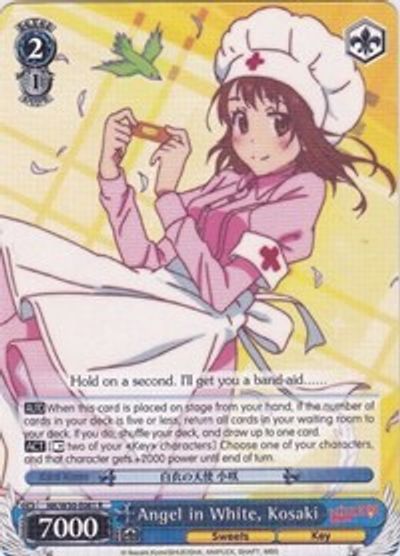 2
1
Hold on a second. I'll get you a band-aid......
AUTO When this card is placed on stage from your hand, if the number of
cards in your deck is five or less, return all cards in your waiting room to
your deck. If you do, shuffle your deck, and draw up to one card.
ACT [ two of your «Key» characters] Choose one of your characters,
and that character gets +2000 power until end of turn.
Card Name
白衣の天使 小咲
7000
Angel in White, Kosaki
Sweets
Key